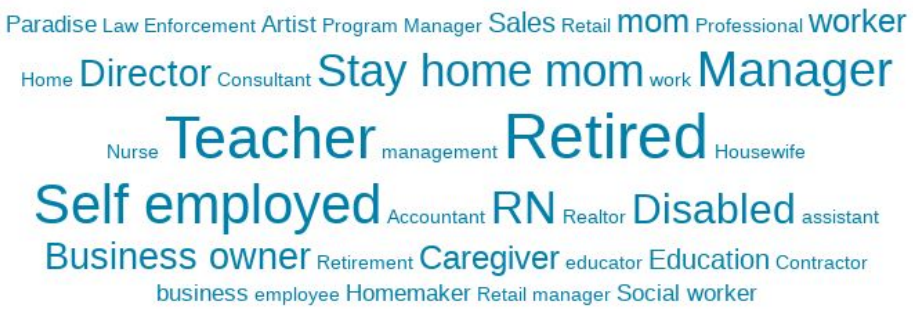 Paradise Law Enforcement Artist Program Manager Sales Retail mom Professional worker
Home Director Consultant Stay home mom work Manager
Nurse Teacher management Retired Housewife
Self employed Accountant RN Realtor Disabled assistant
Business owner Retirement Caregiver educator Education Contractor
business employee Homemaker Retail manager Social worker